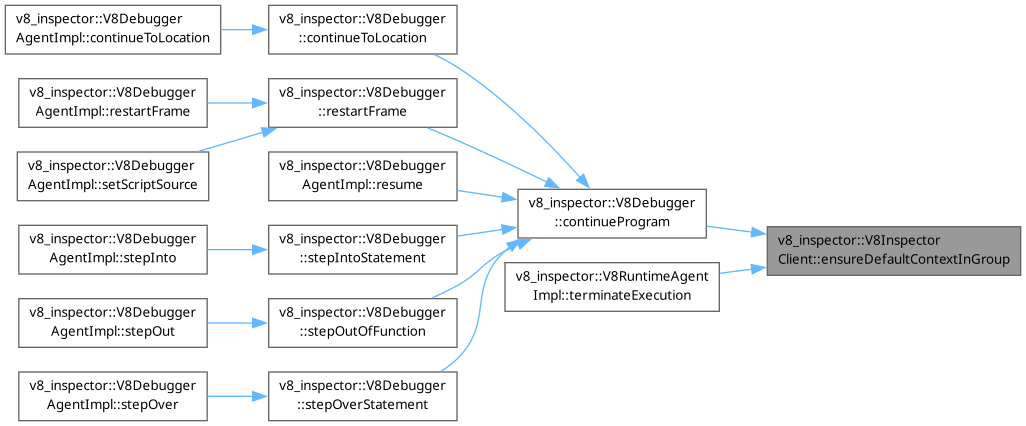 v8_inspector::V8Debugger
AgentImpl::continueToLocation
v8_inspector::V8Debugger
::continueToLocation
v8_inspector::V8Debugger
AgentImpl::restartFrame
v8_inspector::V8Debugger
::restartFrame
v8_inspector::V8Debugger
AgentImpl::setScriptSource
v8_inspector::V8Debugger
AgentImpl::resume
v8_inspector::V8Debugger
::continueProgram
v8_inspector::V8Inspector
Client::ensureDefaultContextInGroup
v8_inspector::V8Debugger
AgentImpl::stepInto
v8_inspector::V8Debugger
::stepIntoStatement
v8_inspector::V8RuntimeAgent
Impl::terminateExecution
v8_inspector::V8Debugger
AgentImpl::stepOut
v8_inspector::V8Debugger
::stepOutOfFunction
v8_inspector::V8Debugger
AgentImpl::stepOver
v8_inspector::V8Debugger
::stepOverStatement